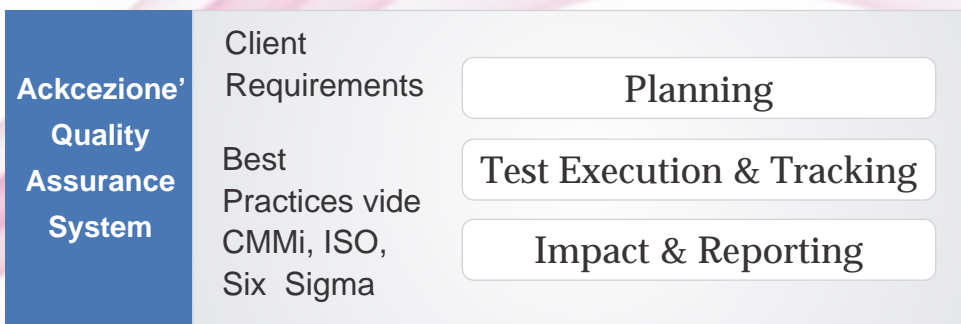 Ackcezione’
Quality
Assurance
System
Client
Requirements
Best
Practices vide
CMMi, ISO,
Six Sigma
Planning
Test Execution & Tracking
Impact & Reporting